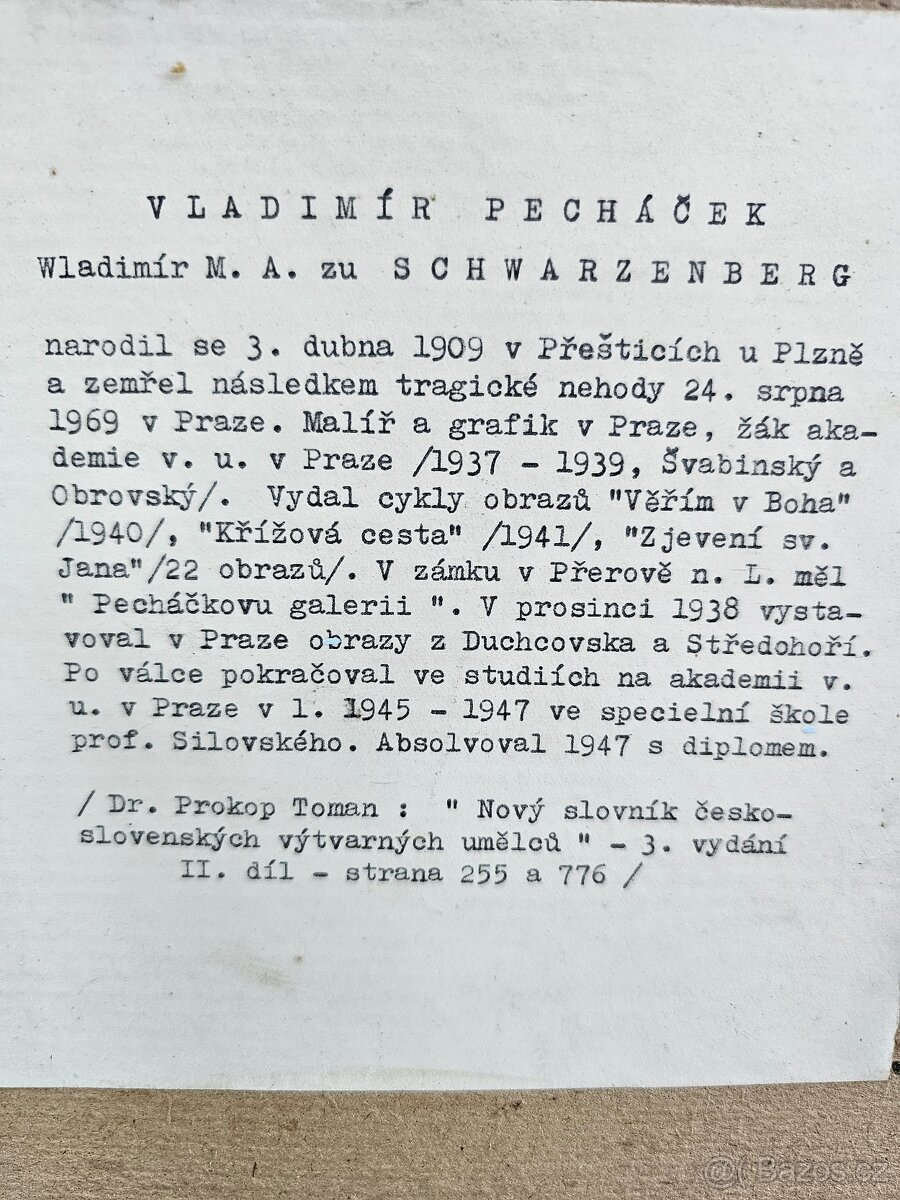 VLADIMÍR PECHÁČEK
Wladimír M. A. zu SCHWARZENBERG
narodil se 3. dubna 1909 v Přešticích u Plzně
a zemřel následkem tragické nehody 24. srpna
1969 v Praze. Malíř a grafik v Praze, žák aka-
demie v. u. v Praze /1937 - 1939, Švabinský a
Obrovský/. Vydal cykly obrazů "Věřím v Boha"
/1940/, "Křížová cesta" /1941/, "Zjevení sv.
Jana"/22 obrazů/. V zámku v Přerově n. L. měl
" Pecháčkovu galerii ". V prosinci 1938 vysta-
voval v Praze obrazy z Duchcovska a Středohoří.
Po válce pokračoval ve studiích na akademii v.
u. v Praze v l. 1945 - 1947 ve specielní škole
prof. Silovského. Absolvoval 1947 s diplomem.
/ Dr. Prokop Toman : " Nový slovník česko-
slovenských výtvarných umělců " - 3. vydání
II. díl - strana 255 a 776 /
@ Bazos.cz